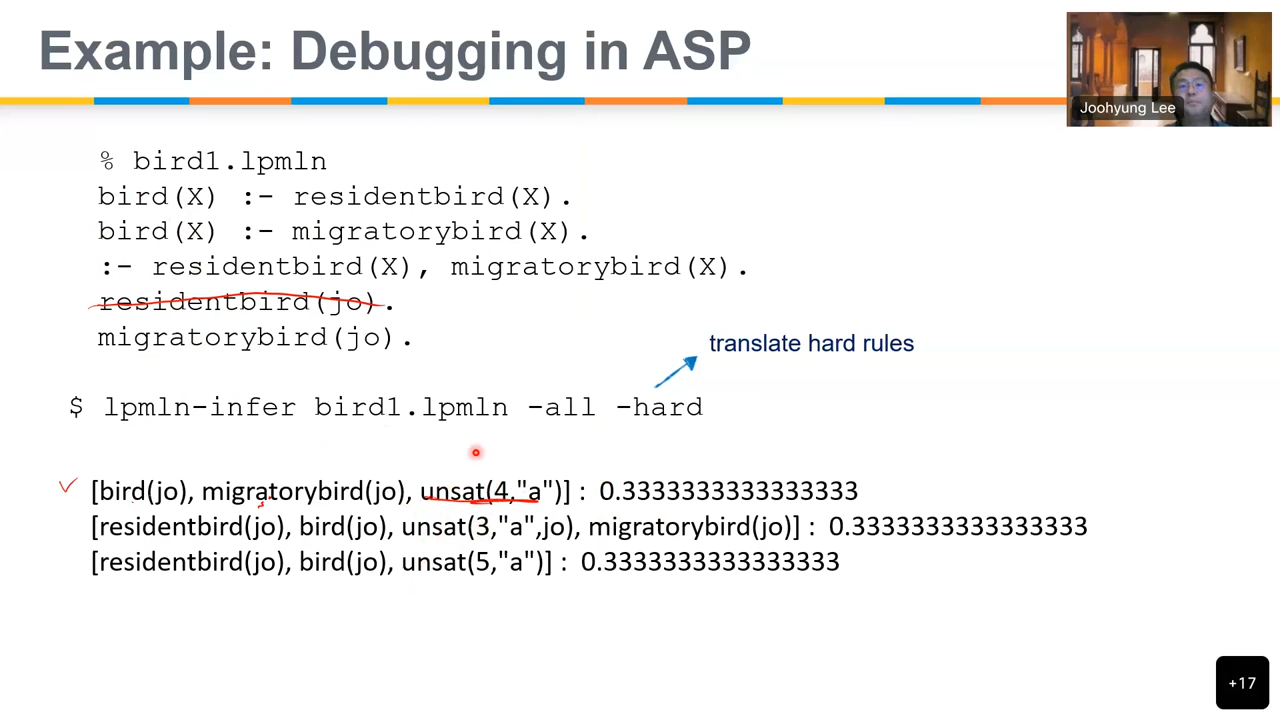 Example: Debugging in ASP
Joohyung Lee
% bird1.lpmln
bird(X) :- residentbird(X).
bird(X) :- migratorybird(X).
:- residentbird(X), migratorybird(X).
residentbird(jo).
migratorybird(jo).
translate hard rules
$ lpmln-infer bird1.lpmln -all -hard
[bird(jo), migratorybird(jo), unsat(4,"a")] : 0.3333333333333333
[residentbird(jo), bird(jo), unsat(3,"a",jo), migratorybird(jo)] : 0.3333333333333333
[residentbird(jo), bird(jo), unsat(5,"a")] : 0.3333333333333333
+17